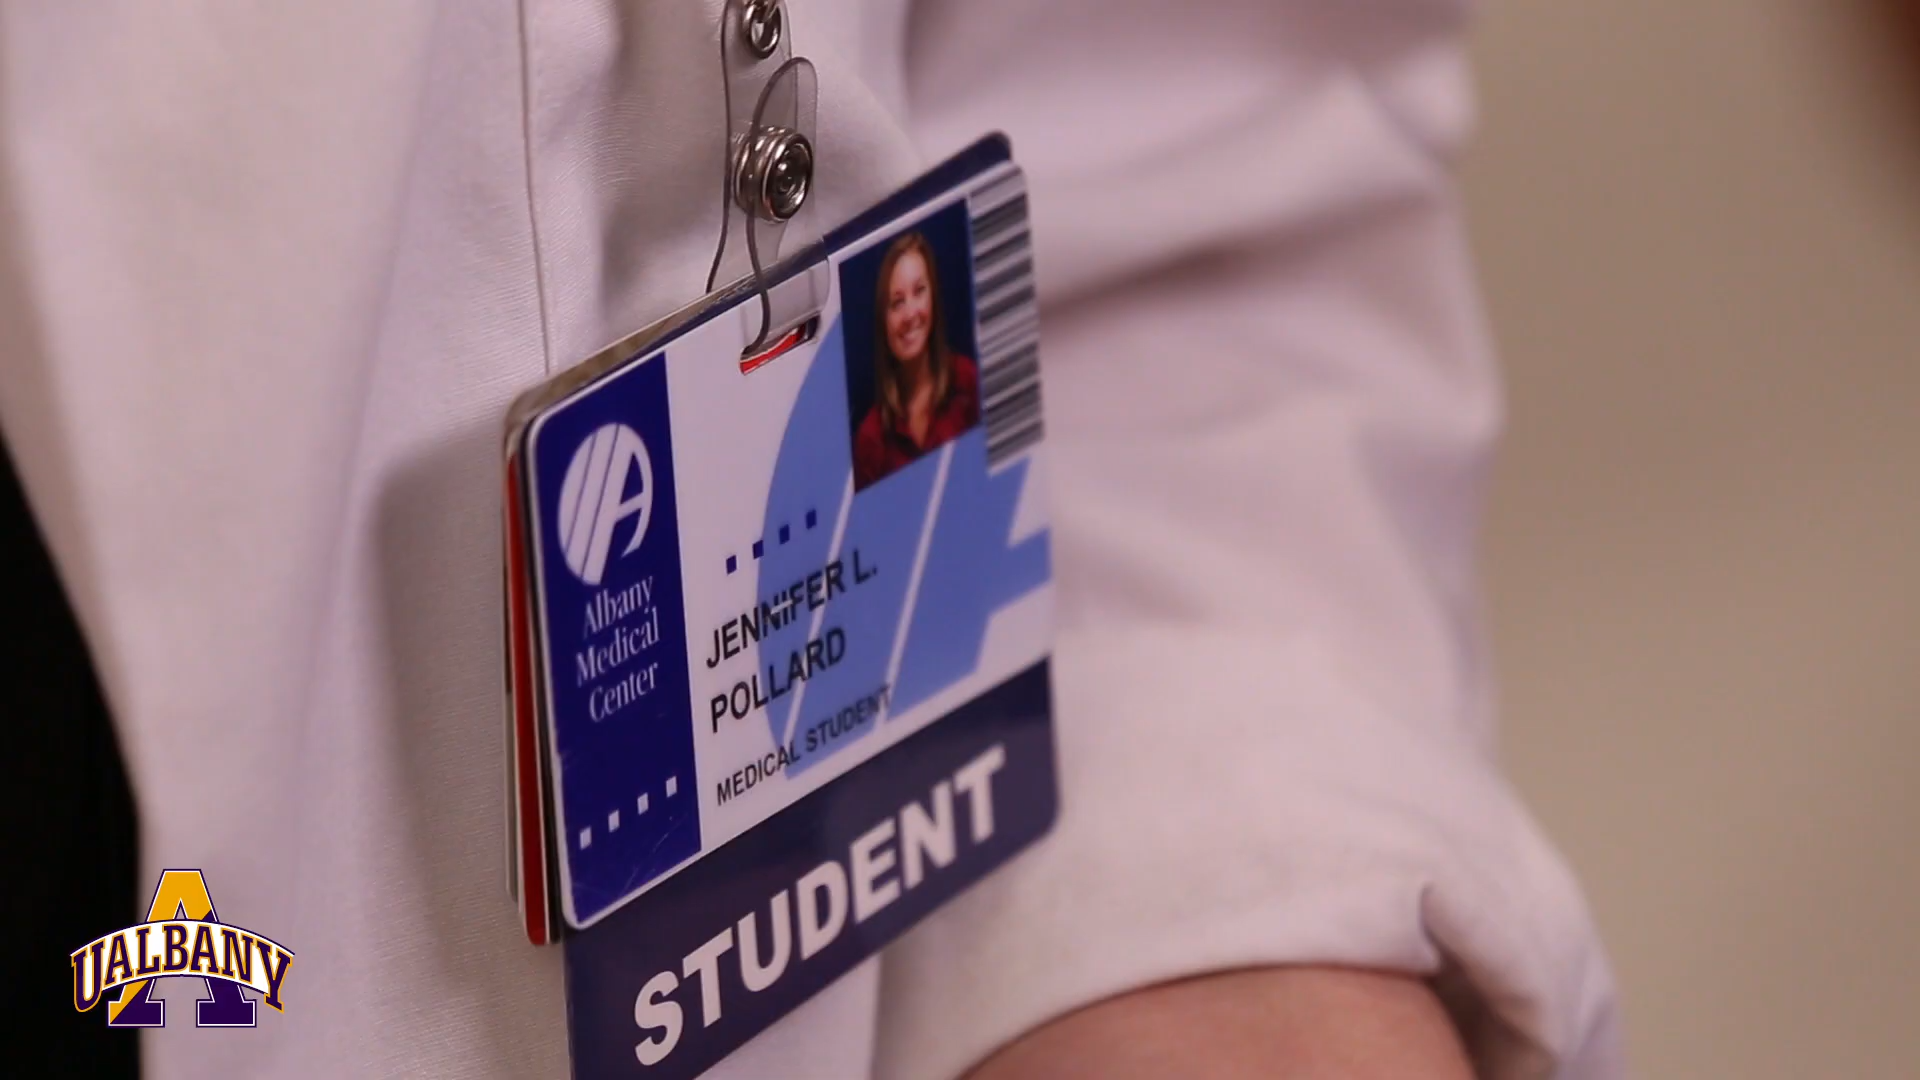 Albany
Medical
Center
JENNIFER L.
POLLARD
MEDICAL STUDENT
STUDENT
UALBANY